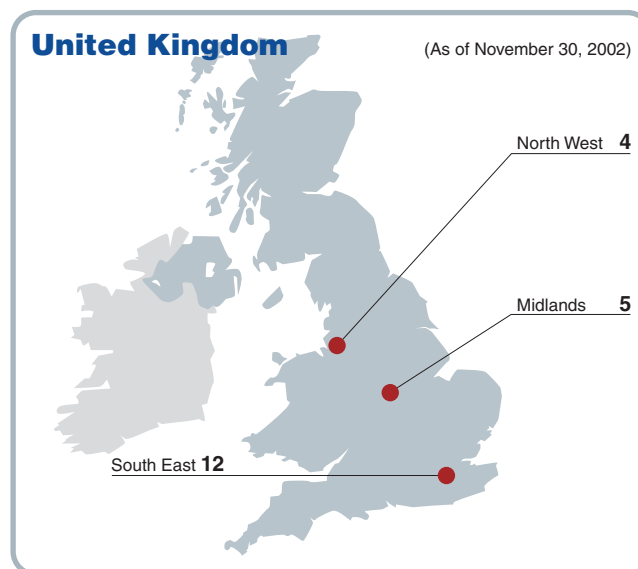 United Kingdom (As of November 30, 2002)
North West 4
Midlands 5
South East 12